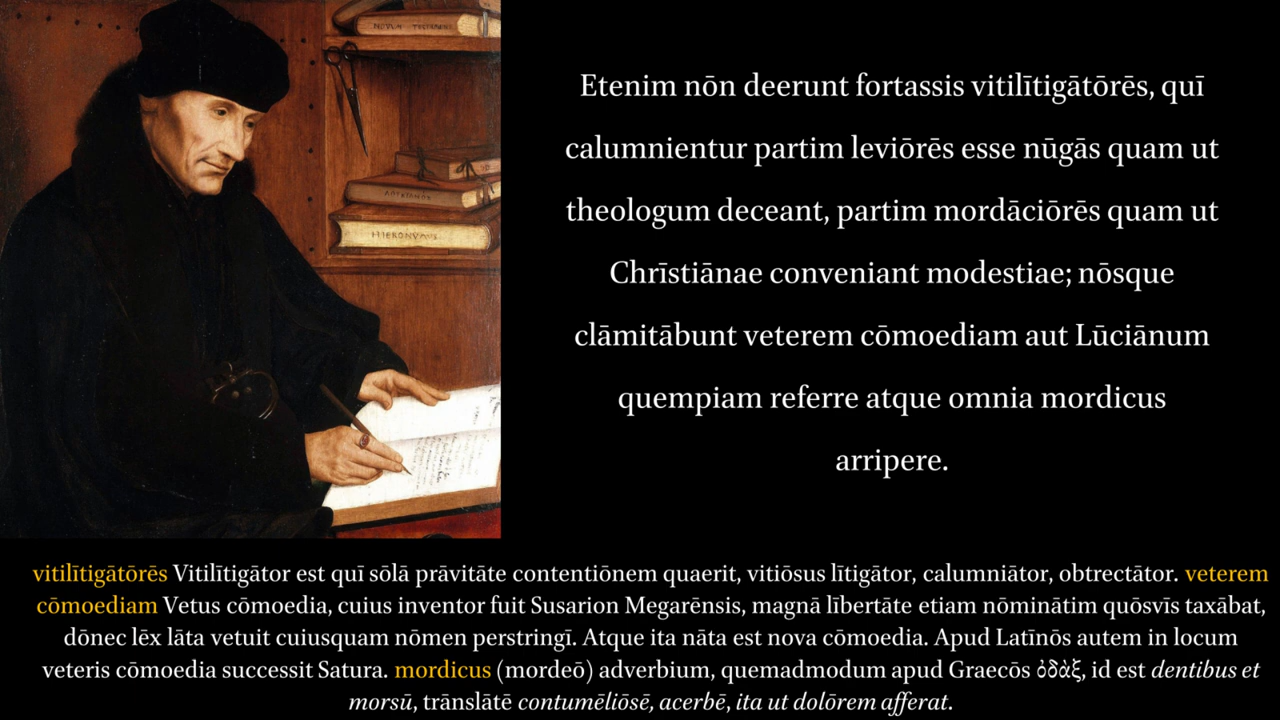 NOVVM TESTAMENT
HIERONYMVS
Etenim nōn deerunt fortassis vitilītigātōrēs, quī
calumnientur partim leviōrēs esse nūgās quam ut
theologum deceant, partim mordāciōrēs quam ut
Chrīstiānae conveniant modestiae; nōsque
clāmitābunt veterem cōmoediam aut Lūciānum
quempiam referre atque omnia mordicus
arripere.
vitilītigātōrēs Vitilītigātor est quī sōlā prāvitāte contentiōnem quaerit, vitiōsus lītigātor, calumniātor, obtrectātor. veterem
cōmoediam Vetus cōmoedia, cuius inventor fuit Susarion Megarēnsis, magnā lībertāte etiam nōminātim quōsvīs taxābat,
dōnec lēx lāta vetuit cuiusquam nōmen perstringī. Atque ita nāta est nova cōmoedia. Apud Latīnōs autem in locum
veteris cōmoedia successit Satura. mordicus (mordeō) adverbium, quemadmodum apud Graecōs ὀδὰξ, id est dentibus et
morsū, trānslātē contumēliōsē, acerbē, ita ut dolōrem afferat.